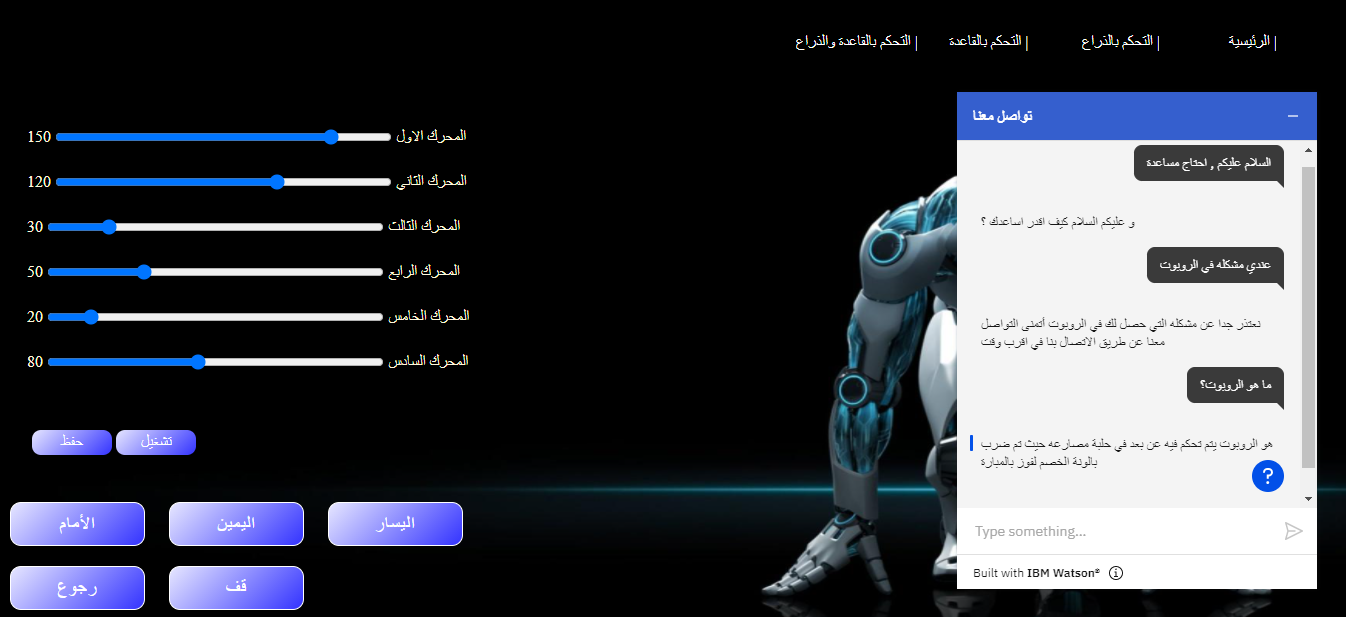 | الرئيسية
| التحكم بالذراع
| التحكم بالقاعدة
| التحكم بالقاعدة والذراع
المحرك الاول 150
المحرك الثاني 120
المحرك الثالث 30
المحرك الرابع 50
المحرك الخامس 20
المحرك السادس 80
تشغيل
حفظ
اليسار
اليمين
الأمام
قف
رجوع
تواصل معنا
السلام عليكم , احتاج مساعدة
و عليكم السلام كيف اقدر اساعدك ؟
عندي مشكله في الروبوت
نعتذر جدا عن مشكله التي حصل لك في الروبوت أتمنى التواصل
معنا عن طريق الاتصال بنا في اقرب وقت
ما هو الروبوت؟
هو الروبوت يتم تحكم فيه عن بعد في حلبة مصارعه حيث تم ضرب
بالونة الخصم لفوز بالمبارة
?
Type something...
Built with IBM Watson®